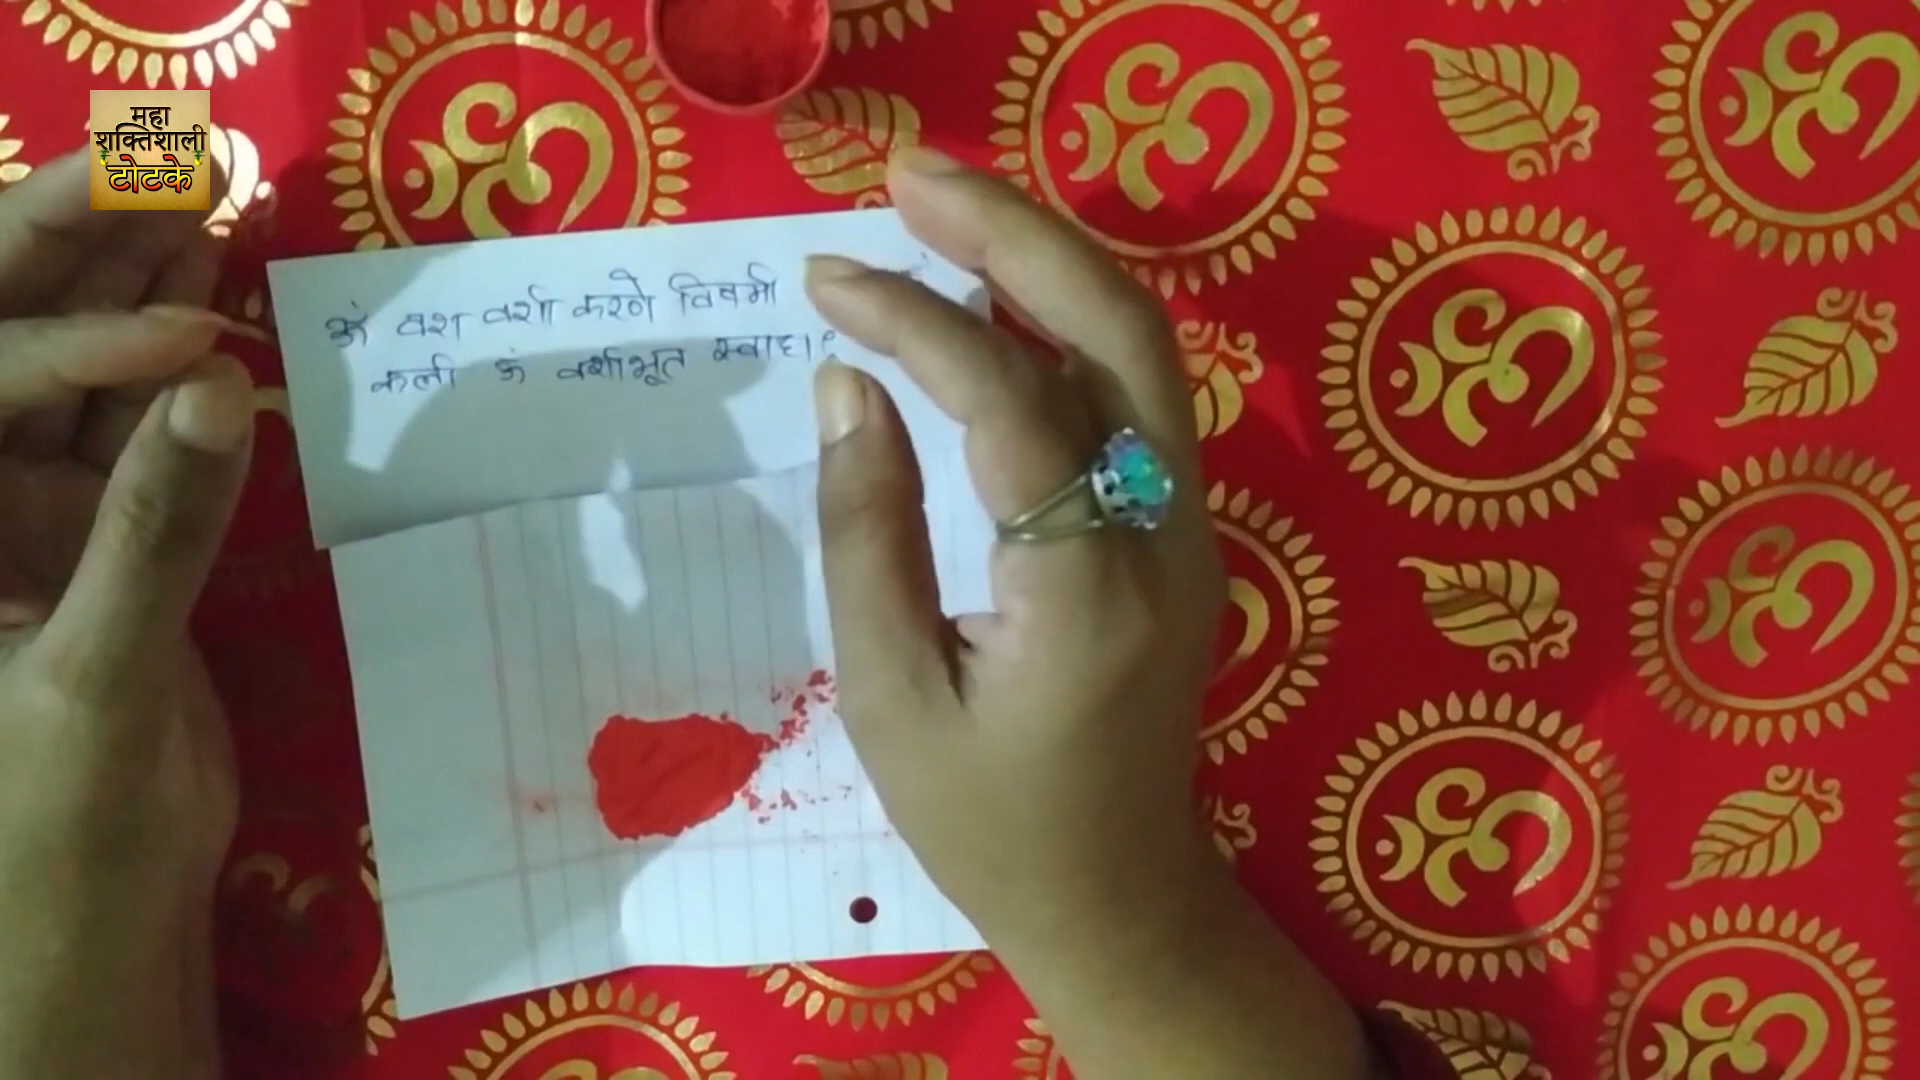 महा
शक्तिशाली
टोटके
ॐ वश वशी करणे विषमी
कली ॐ वशीभूत स्वाहा।